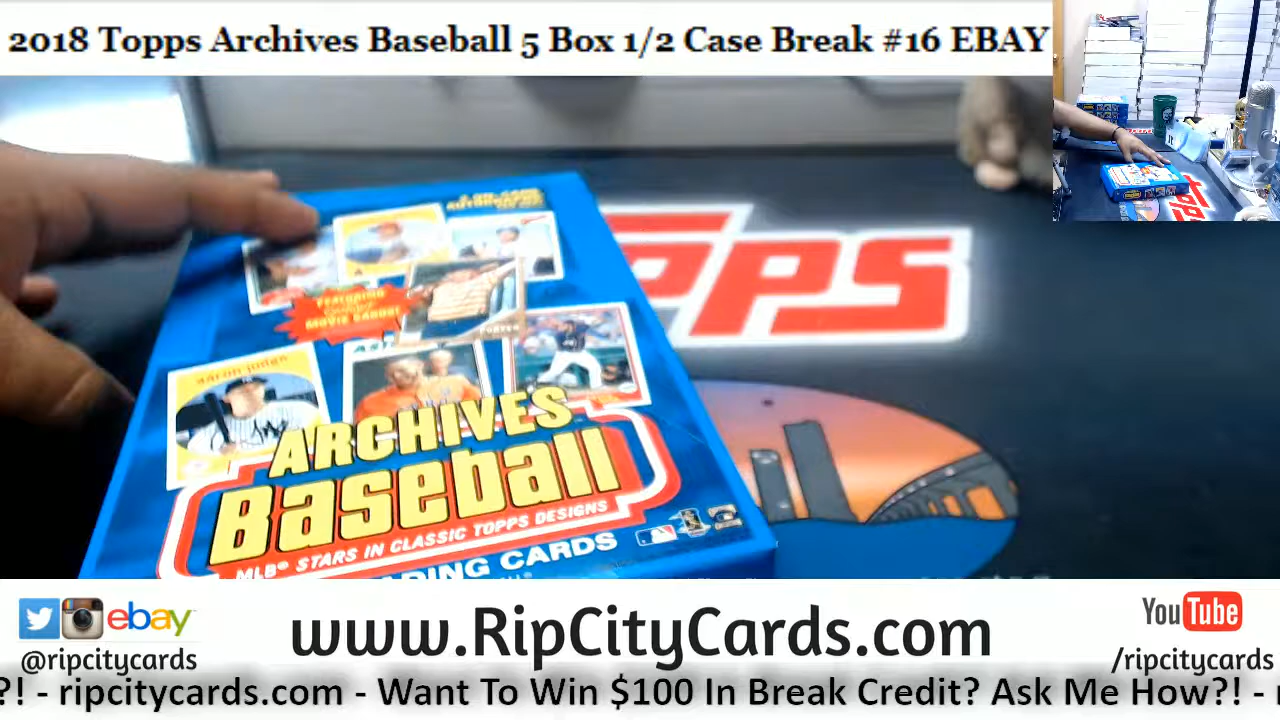 2018 Topps Archives Baseball 5 Box 1/2 Case Break #16 EBAY
FEATURING
MOVIE CARDS!
aaron judge
ARCHIVES
Baseball
MLB® STARS IN CLASSIC TOPPS DESIGNS
TRADING CARDS
TOPPS
ebay
@ripcitycards
www.RipCityCards.com
YouTube
/ripcitycards
?! - ripcitycards.com - Want To Win $100 In Break Credit? Ask Me How?! -